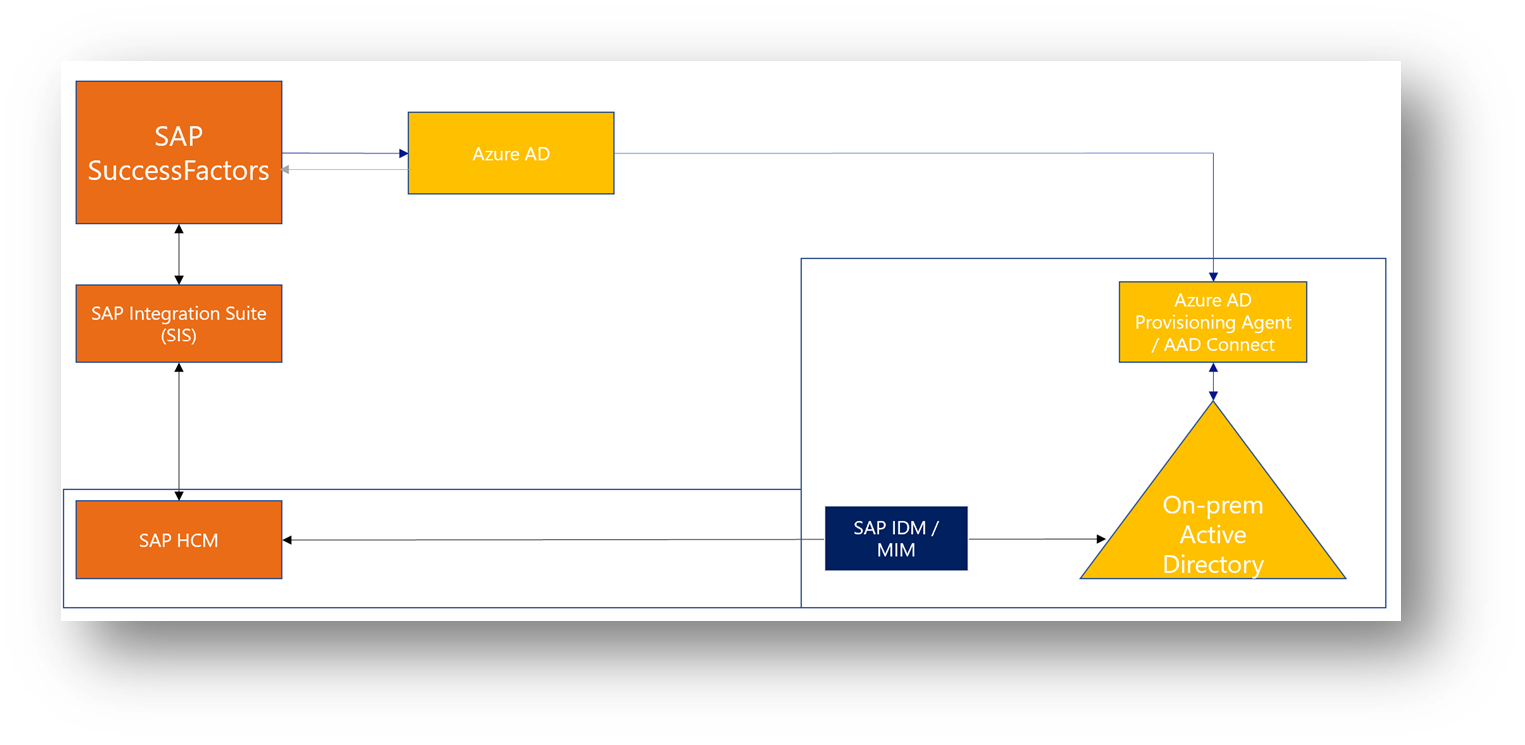 SAP
SuccessFactors
Azure AD
SAP Integration Suite
(SIS)
Azure AD
Provisioning Agent
/ AAD Connect
SAP HCM
SAP IDM /
MIM
On-prem
Active
Directory